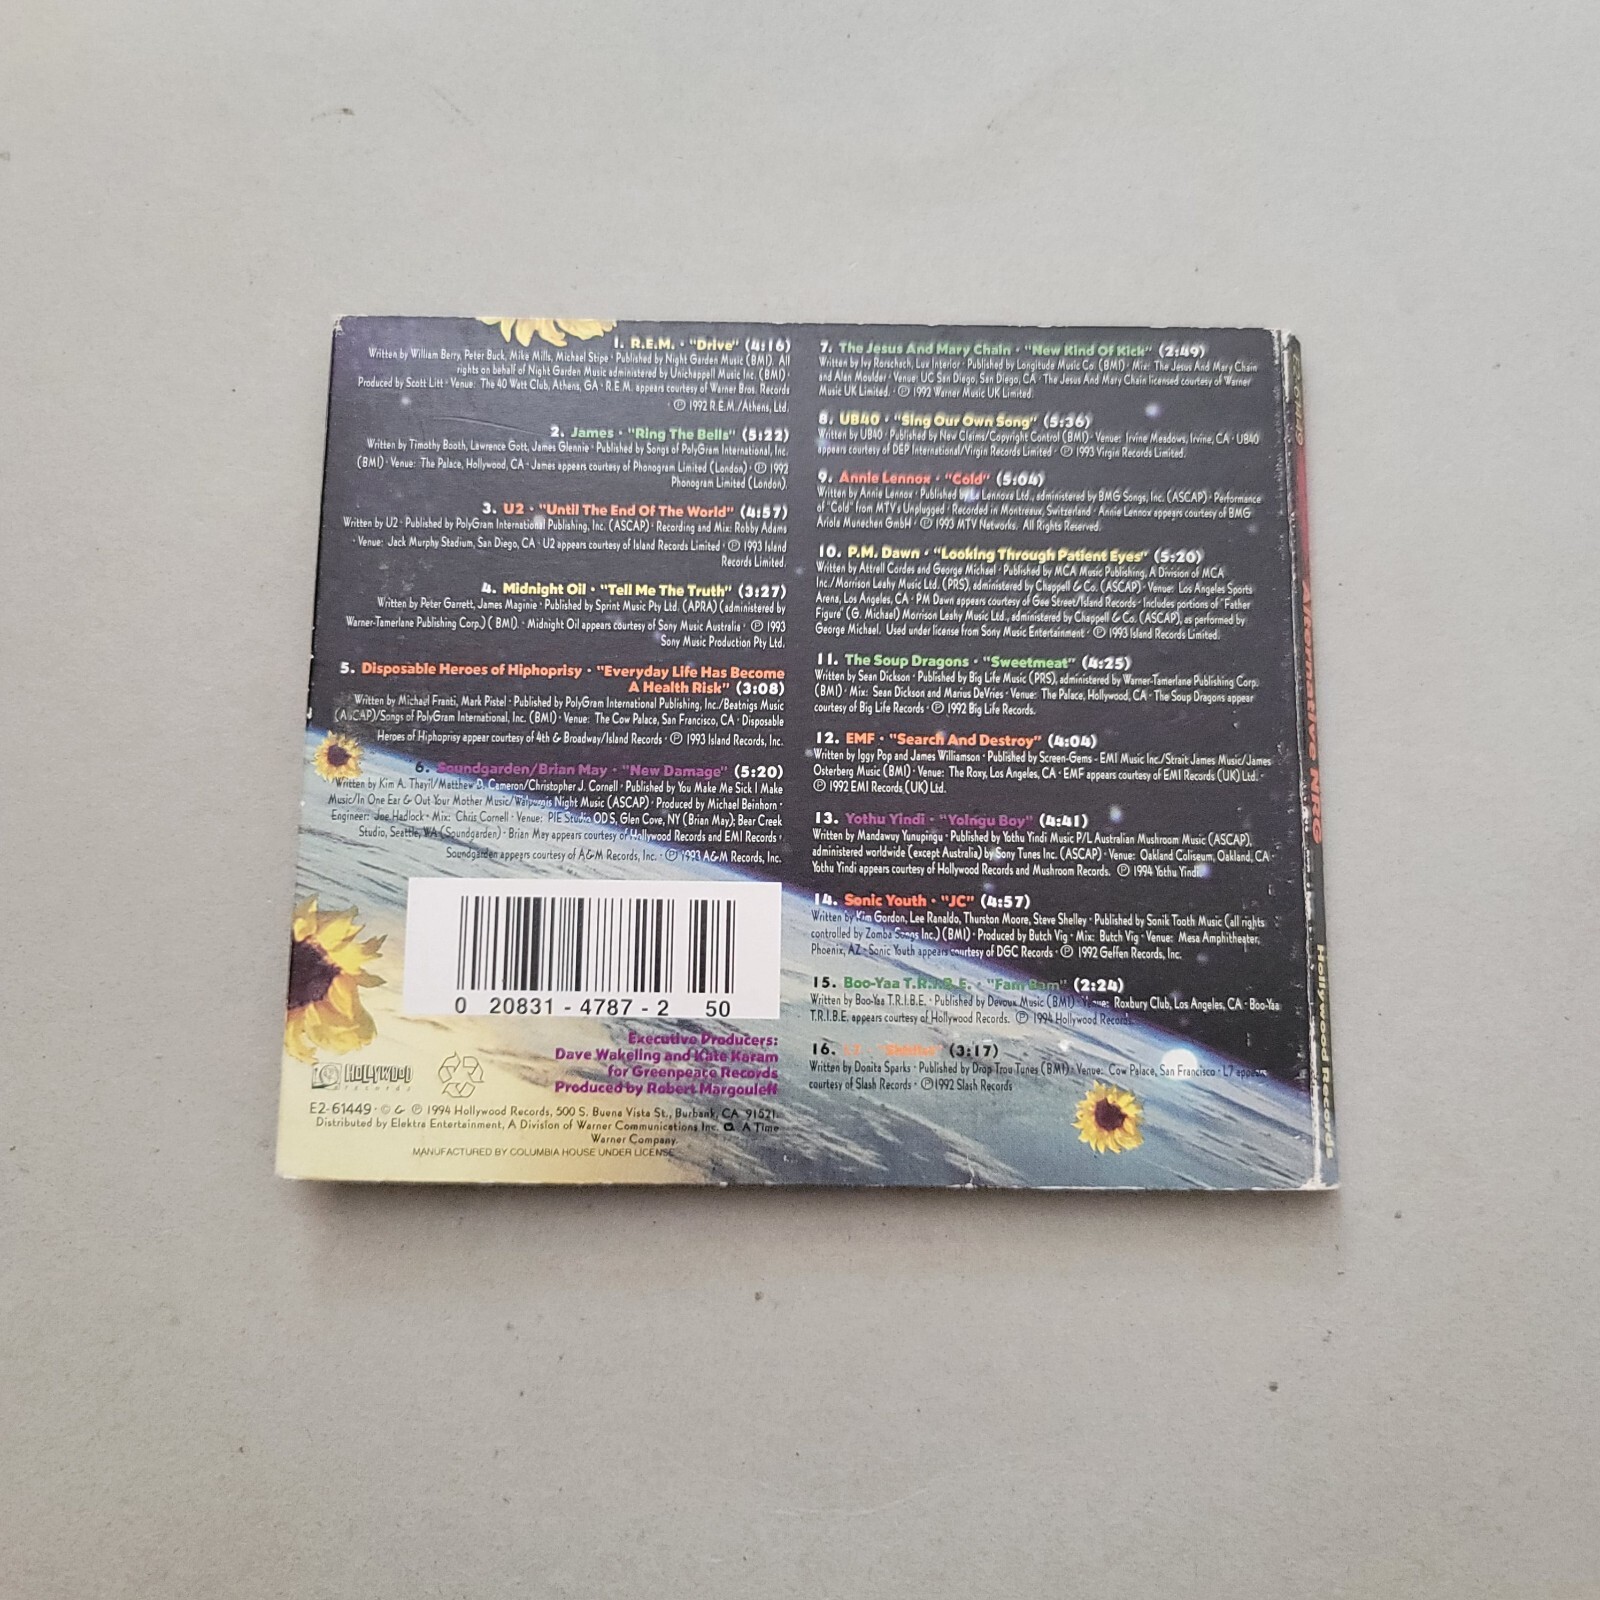 1. R.E.M. • "Drive" (4:16)
Written by William Berry, Peter Buck, Mike Mills, Michael Stipe • Published by Night Garden Music (BMI). All
rights on behalf of Night Garden Music administered by Unichappell Music Inc. (BMI) •
Produced by Scott Litt • Venue: The 40 Watt Club, Athens, GA • R.E.M. appears courtesy of Warner Bros. Records
• ℗ 1992 R.E.M./Athens, Ltd.
2. James • "Ring The Bells" (5:22)
Written by Timothy Booth, Lawrence Gott, James Glennie • Published by Songs of PolyGram International, Inc.
(BMI) • Venue: The Palace, Hollywood, CA • James appears courtesy of Phonogram Limited (London) • ℗ 1992
Phonogram Limited (London).
3. U2 • "Until The End Of The World" (4:57)
Written by U2 • Published by PolyGram International Publishing, Inc. (ASCAP) • Recording and Mix: Robby Adams
• Venue: Jack Murphy Stadium, San Diego, CA • U2 appears courtesy of Island Records Limited • ℗ 1993 Island
Records Limited.
4. Midnight Oil • "Tell Me The Truth" (3:27)
Written by Peter Garrett, James Maginie • Published by Sprint Music Pty Ltd. (APRA) (administered by
Warner-Tamerlane Publishing Corp.) ( BMI). • Midnight Oil appears courtesy of Sony Music Australia • ℗ 1993
Sony Music Production Pty Ltd.
5. Disposable Heroes of Hiphoprisy • "Everyday Life Has Become
A Health Risk" (3:08)
Written by Michael Franti, Mark Pistel • Published by PolyGram International Publishing, Inc./Beatnigs Music
(ASCAP)/Songs of PolyGram International, Inc. (BMI) • Venue: The Cow Palace, San Francisco, CA • Disposable
Heroes of Hiphoprisy appear courtesy of 4th & Broadway/Island Records • ℗ 1993 Island Records, Inc.
6. Soundgarden/Brian May • "New Damage" (5:20)
Written by Kim A. Thayil/Matthew D. Cameron/Christopher J. Cornell • Published by You Make Me Sick I Make
Music/In One Ear & Out Your Mother Music/Walpurgis Night Music (ASCAP) • Produced by Michael Beinhorn •
Engineer: Joe Hadlock • Mix: Chris Cornell • Venue: PIE Studio ODS, Glen Cove, NY (Brian May); Bear Creek
Studio, Seattle, WA (Soundgarden) • Brian May appears courtesy of Hollywood Records and EMI Records •
Soundgarden appears courtesy of A&M Records, Inc. • ℗ 1993 A&M Records, Inc.
0 20831 - 4787 - 2 50
Executive Producers:
Dave Wakeling and Kate Karam
for Greenpeace Records
Produced by Robert Margouleff
HOLLYWOOD
records
E2-61449 • © & ℗ 1994 Hollywood Records, 500 S. Buena Vista St., Burbank, CA 91521.
Distributed by Elektra Entertainment, A Division of Warner Communications Inc. A Time
Warner Company.
MANUFACTURED BY COLUMBIA HOUSE UNDER LICENSE
7. The Jesus And Mary Chain • "New Kind Of Kick" (2:49)
Written by Ivy Rorschach, Lux Interior • Published by Longitude Music Co. (BMI) • Mix: The Jesus And Mary Chain
and Alan Moulder • Venue: UC San Diego, San Diego, CA • The Jesus And Mary Chain licensed courtesy of Warner
Music UK Limited. • ℗ 1992 Warner Music UK Limited.
8. UB40 • "Sing Our Own Song" (5:36)
Written by UB40 • Published by New Claims/Copyright Control (BMI) • Venue: Irvine Meadows, Irvine, CA • UB40
appears courtesy of DEP International/Virgin Records Limited • ℗ 1993 Virgin Records Limited.
9. Annie Lennox • "Cold" (5:04)
Written by Annie Lennox • Published by La Lennoxa Ltd., administered by BMG Songs, Inc. (ASCAP) • Performance
of "Cold" from MTV's Unplugged • Recorded in Montreaux, Switzerland • Annie Lennox appears courtesy of BMG
Ariola Munechen GmbH • ℗ 1993 MTV Networks. All Rights Reserved.
10. P.M. Dawn • "Looking Through Patient Eyes" (5:20)
Written by Attrell Cordes and George Michael • Published by MCA Music Publishing, A Division of MCA
Inc./Morrison Leahy Music Ltd. (PRS), administered by Chappell & Co. (ASCAP) • Venue: Los Angeles Sports
Arena, Los Angeles, CA • PM Dawn appears courtesy of Gee Street/Island Records • Includes portions of "Father
Figure" (G. Michael) Morrison Leahy Music Ltd., administered by Chappell & Co. (ASCAP), as performed by
George Michael. Used under license from Sony Music Entertainment • ℗ 1993 Island Records Limited.
11. The Soup Dragons • "Sweetmeat" (4:25)
Written by Sean Dickson • Published by Big Life Music (PRS), administered by Warner-Tamerlane Publishing Corp.
(BMI) • Mix: Sean Dickson and Marius DeVries • Venue: The Palace, Hollywood, CA • The Soup Dragons appear
courtesy of Big Life Records • ℗ 1992 Big Life Records.
12. EMF • "Search And Destroy" (4:04)
Written by Iggy Pop and James Williamson • Published by Screen-Gems - EMI Music Inc./Strait James Music/James
Osterberg Music (BMI) • Venue: The Roxy, Los Angeles, CA • EMF appears courtesy of EMI Records (UK) Ltd. •
℗ 1992 EMI Records (UK) Ltd.
13. Yothu Yindi • "Yolngu Boy" (4:41)
Written by Mandawuy Yunupingu • Published by Yothu Yindi Music P/L Australian Mushroom Music (ASCAP),
administered worldwide (except Australia) by Sony Tunes Inc. (ASCAP) • Venue: Oakland Coliseum, Oakland, CA •
Yothu Yindi appears courtesy of Hollywood Records and Mushroom Records. ℗ 1994 Yothu Yindi.
14. Sonic Youth • "JC" (4:57)
Written by Kim Gordon, Lee Ranaldo, Thurston Moore, Steve Shelley • Published by Sonik Tooth Music (all rights
controlled by Zomba Songs Inc.) (BMI) • Produced by Butch Vig • Mix: Butch Vig • Venue: Mesa Amphitheater,
Phoenix, AZ • Sonic Youth appears courtesy of DGC Records • ℗ 1992 Geffen Records, Inc.
15. Boo-Yaa T.R.I.B.E. • "Fam Bam" (2:24)
Written by Boo-Yaa T.R.I.B.E. • Published by Devoux Music (BMI) • Venue: Roxbury Club, Los Angeles, CA • Boo-Yaa
T.R.I.B.E. appears courtesy of Hollywood Records. ℗ 1994 Hollywood Records.
16. L7 • "Shitlist" (3:17)
Written by Donita Sparks • Published by Drop Trou Tunes (BMI) • Venue: Cow Palace, San Francisco • L7 appears
courtesy of Slash Records • ℗1992 Slash Records
Alternative NRG
Hollywood Records